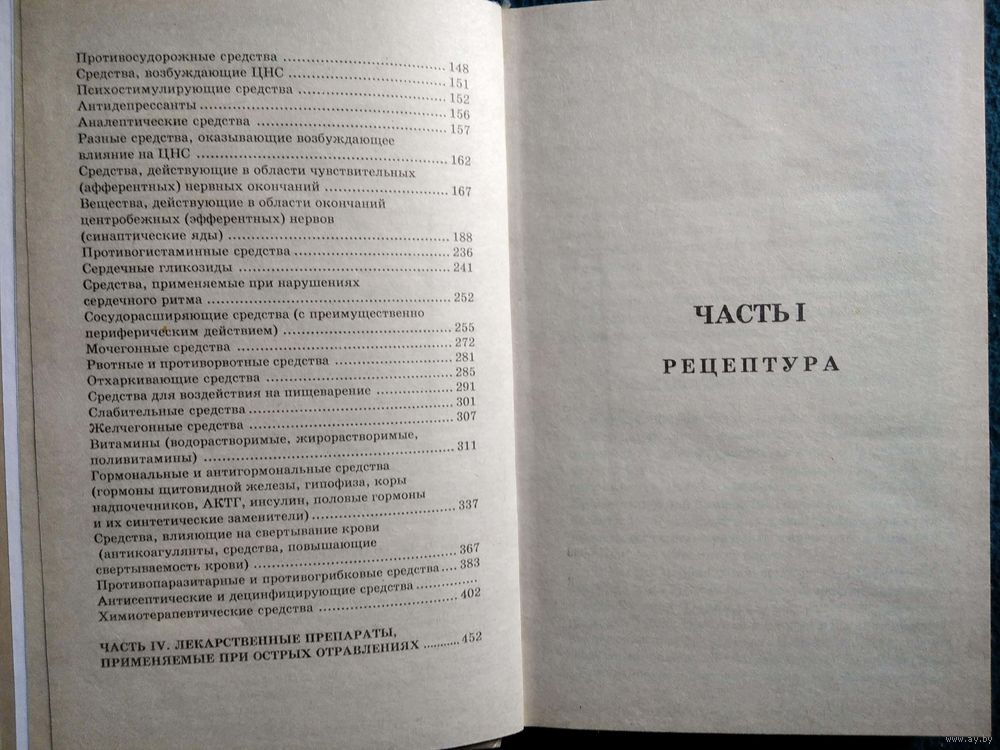 Противосудорожные средства .......................... 148
Средства, возбуждающие ЦНС ......................... 151
Психостимулирующие средства ....................... 152
Антидепрессанты ........................................ 156
Аналептические средства .............................. 157
Разные средства, оказывающие возбуждающее
влияние на ЦНС ........................................ 162
Средства, действующие в области чувствительных
(афферентных) нервных окончаний ................... 167
Вещества, действующие в области окончаний
центробежных (эфферентных) нервов
(синаптические яды) ................................... 188
Противогистаминные средства ......................... 236
Сердечные гликозиды .................................. 241
Средства, применяемые при нарушениях
сердечного ритма ....................................... 252
Сосудорасширяющие средства (с преимущественно
периферическим действием) .......................... 255
Мочегонные средства .................................. 272
Рвотные и противорвотные средства .................. 281
Отхаркивающие средства .............................. 285
Средства для воздействия на пищеварение ........... 291
Слабительные средства ................................ 301
Желчегонные средства ................................. 307
Витамины (водорастворимые, жирорастворимые,
поливитамины) ......................................... 311
Гормональные и антигормональные средства
(гормоны щитовидной железы, гипофиза, коры
надпочечников, АКТГ, инсулин, половые гормоны
и их синтетические заменители) ...................... 337
Средства, влияющие на свертывание крови
(антикоагулянты, средства, повышающие
свертываемость крови) ................................ 367
Противопаразитарные и противогрибковые средства .... 383
Антисептические и децинфицирующие средства ..........
Химиотерапевтические средства ....................... 402
ЧАСТЬ IV. ЛЕКАРСТВЕННЫЕ ПРЕПАРАТЫ,
ПРИМЕНЯЕМЫЕ ПРИ ОСТРЫХ ОТРАВЛЕНИЯХ .......... 452
ЧАСТЬ I
РЕЦЕПТУРА
www.ay.by